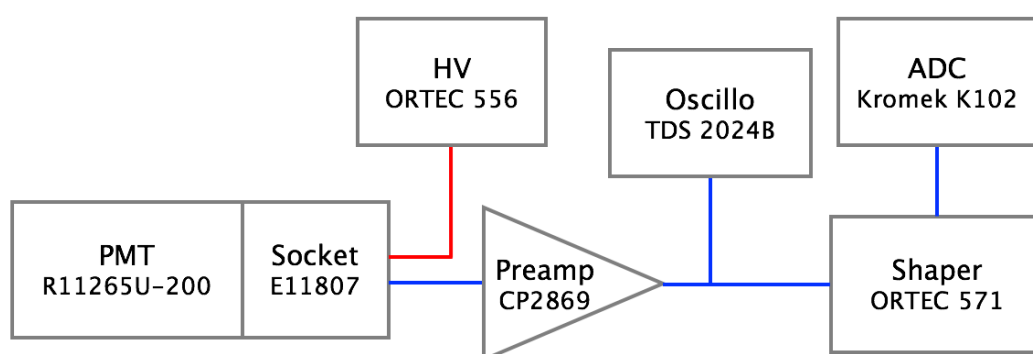 HV
ORTEC 556
Oscillo
TDS 2024B
ADC
Kromek K102
PMT
R11265U-200
Socket
E11807
Preamp
CP2869
Shaper
ORTEC 571